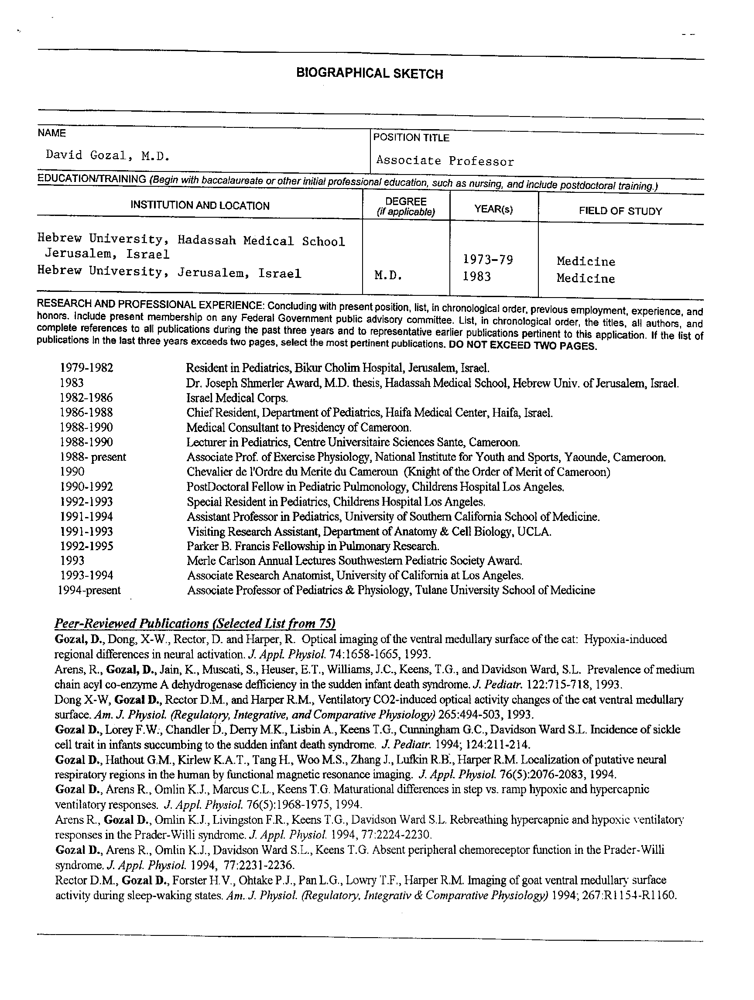 BIOGRAPHICAL SKETCH
NAME
POSITION TITLE
David Gozal, M.D.
Associate Professor
EDUCATION/TRAINING (Begin with baccalaureate or other initial professional education, such as nursing, and include postdoctoral training.)
INSTITUTION AND LOCATION
DEGREE
(if applicable)
YEAR(s)
FIELD OF STUDY
Hebrew University, Hadassah Medical School
Jerusalem, Israel 1973-79 Medicine
Hebrew University, Jerusalem, Israel M.D. 1983 Medicine
RESEARCH AND PROFESSIONAL EXPERIENCE: Concluding with present position, list, in chronological order, previous employment, experience, and
honors. Include present membership on any Federal Government public advisory committee. List, in chronological order, the titles, all authors, and
complete references to all publications during the past three years and to representative earlier publications pertinent to this application. If the list of
publications in the last three years exceeds two pages, select the most pertinent publications. DO NOT EXCEED TWO PAGES.
1979-1982 Resident in Pediatrics, Bikur Cholim Hospital, Jerusalem, Israel.
1983 Dr. Joseph Shmerler Award, M.D. thesis, Hadassah Medical School, Hebrew Univ. of Jerusalem, Israel.
1982-1986 Israel Medical Corps.
1986-1988 Chief Resident, Department of Pediatrics, Haifa Medical Center, Haifa, Israel.
1988-1990 Medical Consultant to Presidency of Cameroon.
1988-1990 Lecturer in Pediatrics, Centre Universitaire Sciences Sante, Cameroon.
1988- present Associate Prof. of Exercise Physiology, National Institute for Youth and Sports, Yaounde, Cameroon.
1990 Chevalier de l'Ordre du Merite du Cameroun (Knight of the Order of Merit of Cameroon)
1990-1992 PostDoctoral Fellow in Pediatric Pulmonology, Childrens Hospital Los Angeles.
1992-1993 Special Resident in Pediatrics, Childrens Hospital Los Angeles.
1991-1994 Assistant Professor in Pediatrics, University of Southern California School of Medicine.
1991-1993 Visiting Research Assistant, Department of Anatomy & Cell Biology, UCLA.
1992-1995 Parker B. Francis Fellowship in Pulmonary Research.
1993 Merle Carlson Annual Lectures Southwestern Pediatric Society Award.
1993-1994 Associate Research Anatomist, University of California at Los Angeles.
1994-present Associate Professor of Pediatrics & Physiology, Tulane University School of Medicine
Peer-Reviewed Publications (Selected List from 75)
Gozal, D., Dong, X-W., Rector, D. and Harper, R. Optical imaging of the ventral medullary surface of the cat: Hypoxia-induced
regional differences in neural activation. J. Appl. Physiol. 74:1658-1665, 1993.
Arens, R., Gozal, D., Jain, K., Muscati, S., Heuser, E.T., Williams, J.C., Keens, T.G., and Davidson Ward, S.L. Prevalence of medium
chain acyl co-enzyme A dehydrogenase defficiency in the sudden infant death syndrome. J. Pediatr. 122:715-718, 1993.
Dong X-W, Gozal D., Rector D.M., and Harper R.M., Ventilatory CO2-induced optical activity changes of the cat ventral medullary
surface. Am. J. Physiol. (Regulatory, Integrative, and Comparative Physiology) 265:494-503, 1993.
Gozal D., Lorey F.W., Chandler D., Derry M.K., Lisbin A., Keens T.G., Cunningham G.C., Davidson Ward S.L. Incidence of sickle
cell trait in infants succumbing to the sudden infant death syndrome. J. Pediatr. 1994; 124:211-214.
Gozal D., Hathout G.M., Kirlew K.A.T., Tang H., Woo M.S., Zhang J., Lufkin R.B., Harper R.M. Localization of putative neural
respiratory regions in the human by functional magnetic resonance imaging. J. Appl. Physiol. 76(5):2076-2083, 1994.
Gozal D., Arens R., Omlin K.J., Marcus C.L., Keens T.G. Maturational differences in step vs. ramp hypoxic and hypercapnic
ventilatory responses. J. Appl. Physiol. 76(5):1968-1975, 1994.
Arens R., Gozal D., Omlin K.J., Livingston F.R., Keens T.G., Davidson Ward S.L. Rebreathing hypercapnic and hypoxic ventilatory
responses in the Prader-Willi syndrome. J. Appl. Physiol. 1994, 77:2224-2230.
Gozal D., Arens R., Omlin K.J., Davidson Ward S.L., Keens T.G. Absent peripheral chemoreceptor function in the Prader-Willi
syndrome. J. Appl. Physiol. 1994, 77:2231-2236.
Rector D.M., Gozal D., Forster H.V., Ohtake P.J., Pan L.G., Lowry T.F., Harper R.M. Imaging of goat ventral medullary surface
activity during sleep-waking states. Am. J. Physiol. (Regulatory, Integrativ & Comparative Physiology) 1994; 267:R1154-R1160.